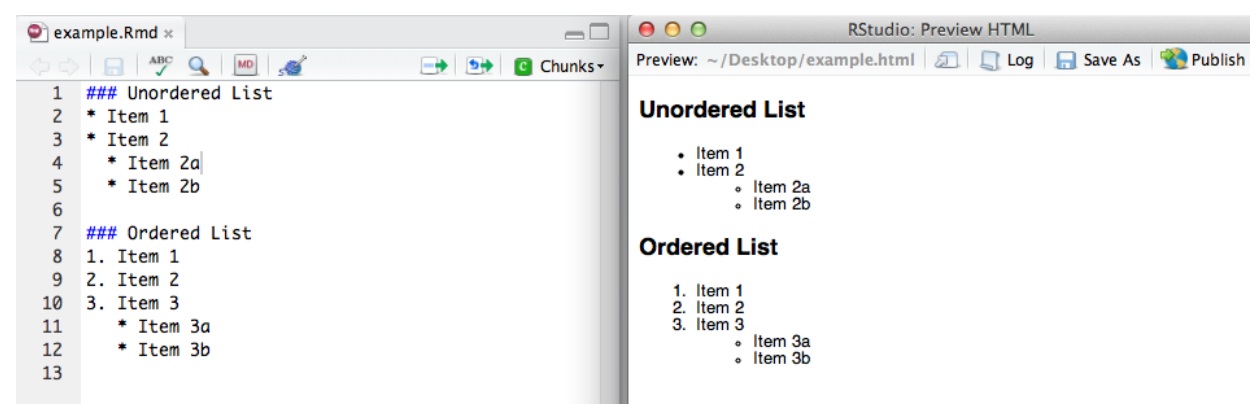 example.Rmd ×
ABC MD C Chunks
1 ### Unordered List
2 * Item 1
3 * Item 2
4   * Item 2a
5   * Item 2b
6
7 ### Ordered List
8 1. Item 1
9 2. Item 2
10 3. Item 3
11    * Item 3a
12    * Item 3b
13
RStudio: Preview HTML
Preview: ~/Desktop/example.html Log Save As Publish
Unordered List
• Item 1
• Item 2
◦ Item 2a
◦ Item 2b
Ordered List
1. Item 1
2. Item 2
3. Item 3
◦ Item 3a
◦ Item 3b